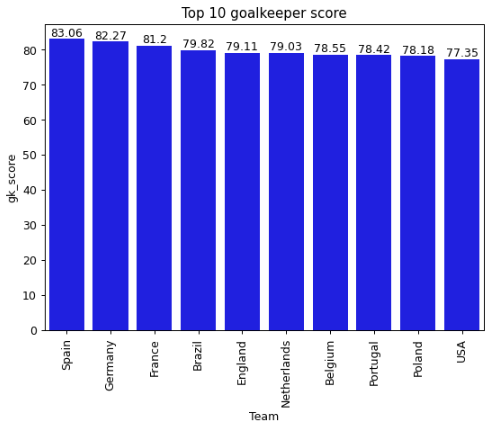 Top 10 goalkeeper score
83.06 82.27 81.2 79.82 79.11 79.03 78.55 78.42 78.18 77.35
80
70
60
50
40
30
20
10
0
gk_score
Spain Germany France Brazil England Netherlands Belgium Portugal Poland USA
Team